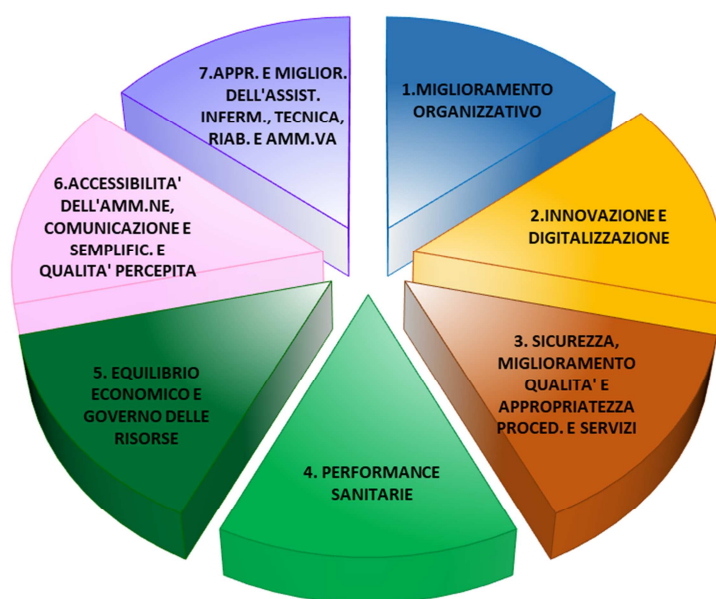 1.MIGLIORAMENTO
ORGANIZZATIVO
2.INNOVAZIONE E
DIGITALIZZAZIONE
3. SICUREZZA,
MIGLIORAMENTO
QUALITA' E
APPROPRIATEZZA
PROCED. E SERVIZI
4. PERFORMANCE
SANITARIE
5. EQUILIBRIO
ECONOMICO E
GOVERNO DELLE
RISORSE
6.ACCESSIBILITA'
DELL'AMM.NE,
COMUNICAZIONE E
SEMPLIFIC. E
QUALITA' PERCEPITA
7.APPR. E MIGLIOR.
DELL'ASSIST.
INFERM., TECNICA,
RIAB. E AMM.VA